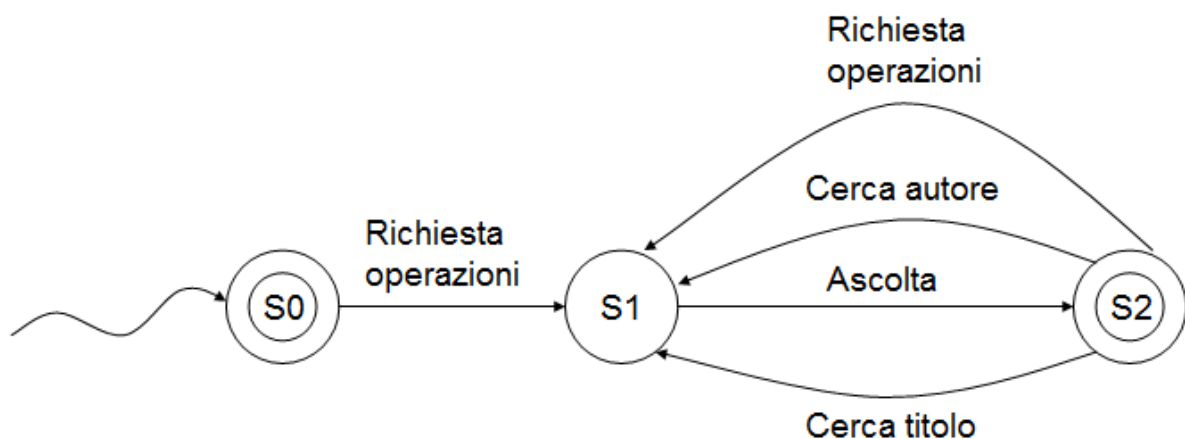 Richiesta
operazioni
Cerca autore
Richiesta
operazioni
Ascolta
S0
S1
S2
Cerca titolo